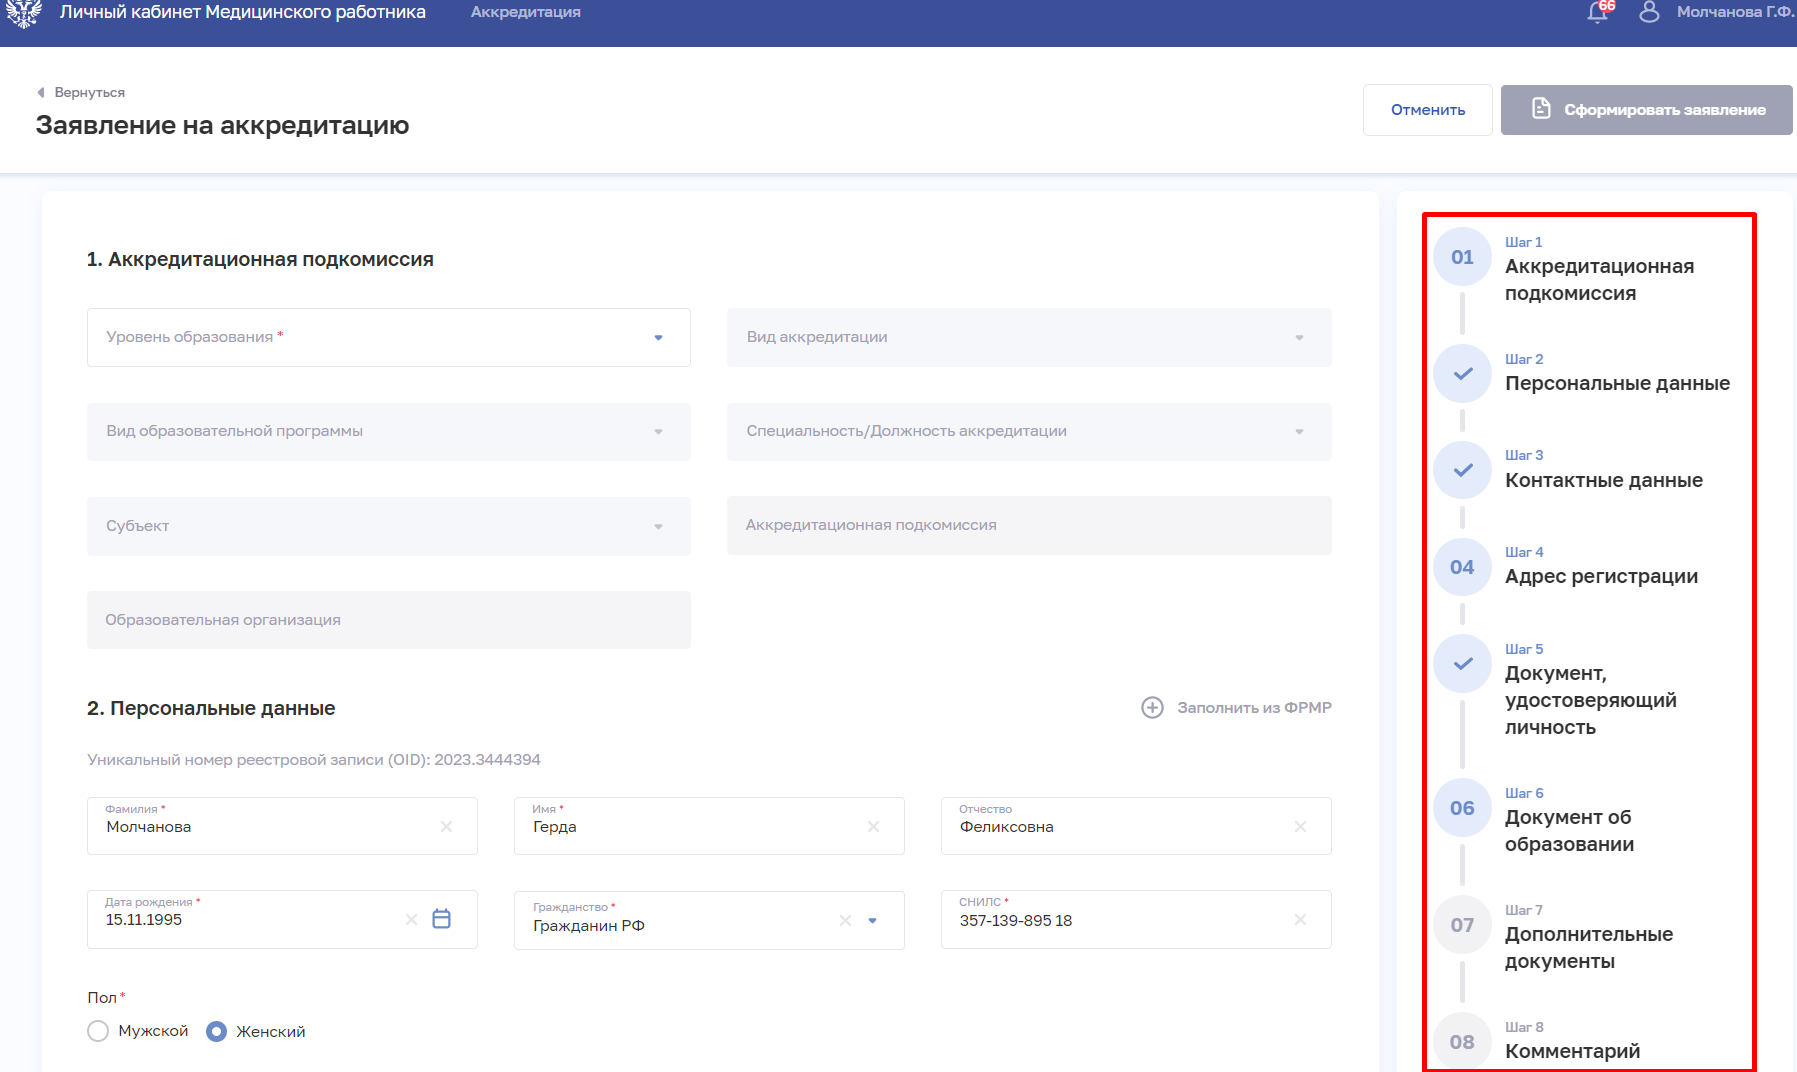 Личный кабинет Медицинского работника
Аккредитация
66
Молчанова Г.Ф.
Вернуться
Заявление на аккредитацию
Отменить
Сформировать заявление
1. Аккредитационная подкомиссия
Уровень образования *
Вид аккредитации
Вид образовательной программы
Специальность/Должность аккредитации
Субъект
Аккредитационная подкомиссия
Образовательная организация
2. Персональные данные
Заполнить из ФРМР
Уникальный номер реестровой записи (OID): 2023.3444394
Фамилия *
Молчанова
Имя *
Герда
Отчество
Феликсовна
Дата рождения *
15.11.1995
Гражданство *
Гражданин РФ
СНИЛС *
357-139-895 18
Пол *
Мужской
Женский
01
Шаг 1
Аккредитационная
подкомиссия
Шаг 2
Персональные данные
Шаг 3
Контактные данные
04
Шаг 4
Адрес регистрации
Шаг 5
Документ,
удостоверяющий
личность
06
Шаг 6
Документ об
образовании
07
Шаг 7
Дополнительные
документы
08
Шаг 8
Комментарий